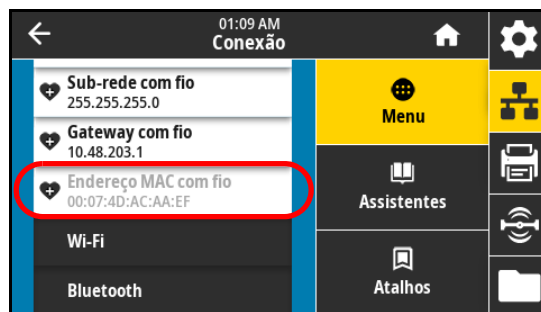 01:09 AM
Conexão
Sub-rede com fio
255.255.255.0
Gateway com fio
10.48.203.1
Endereço MAC com fio
00:07:4D:AC:AA:EF
Wi-Fi
Bluetooth
Menu
Assistentes
Atalhos